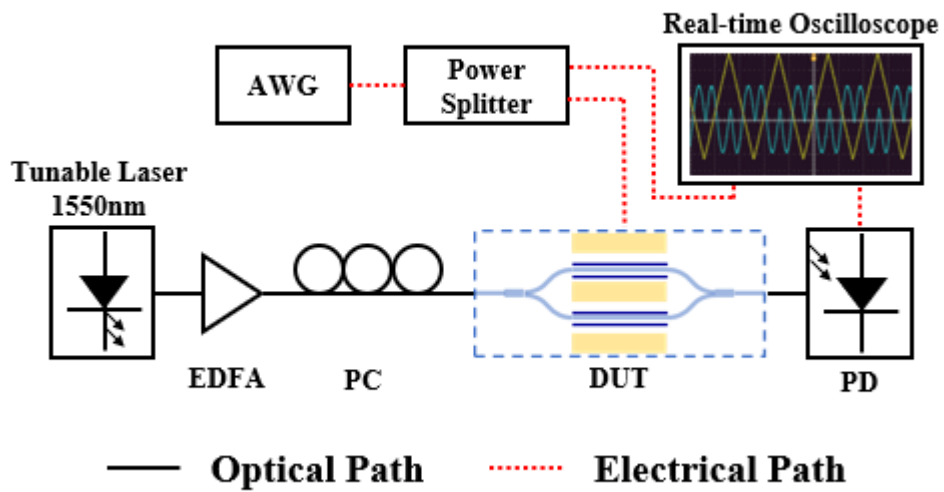 Real-time Oscilloscope
AWG
Power
Splitter
Tunable Laser
1550nm
EDFA
PC
DUT
PD
Optical Path
Electrical Path